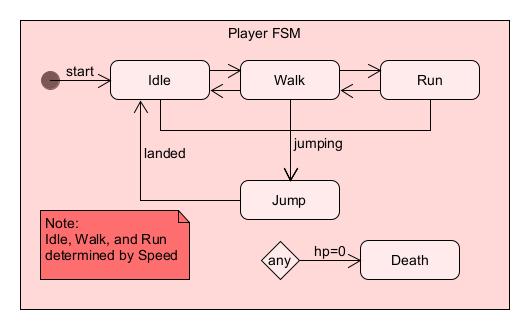 Player FSM
start
Idle
Walk
Run
jumping
landed
Jump
Note:
Idle, Walk, and Run
determined by Speed
any
hp=0
Death